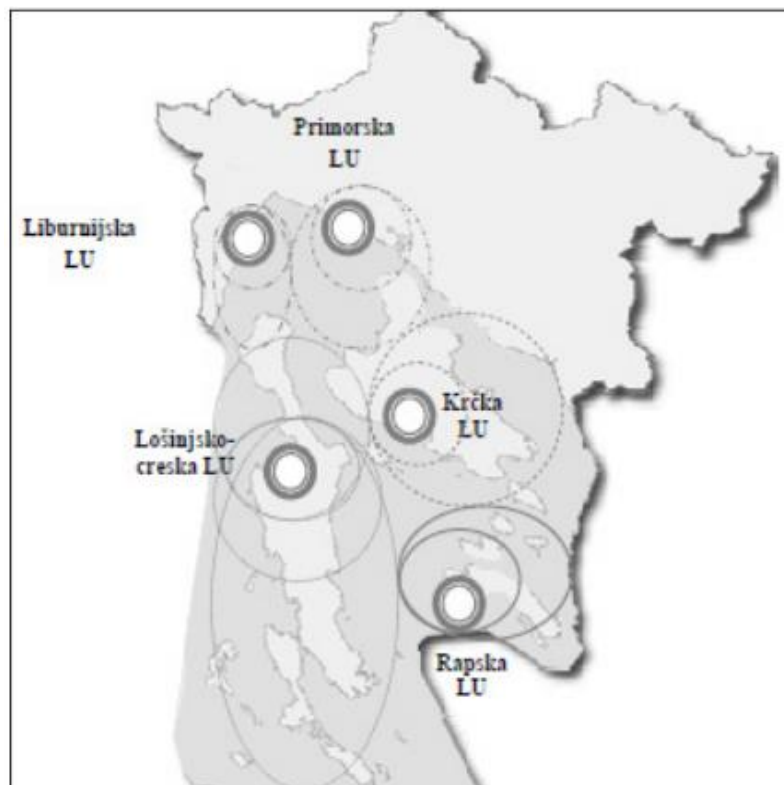 Primorska
LU
Liburnijska
LU
Krčka
LU
Lošinjsko-
creska LU
Rapska
LU